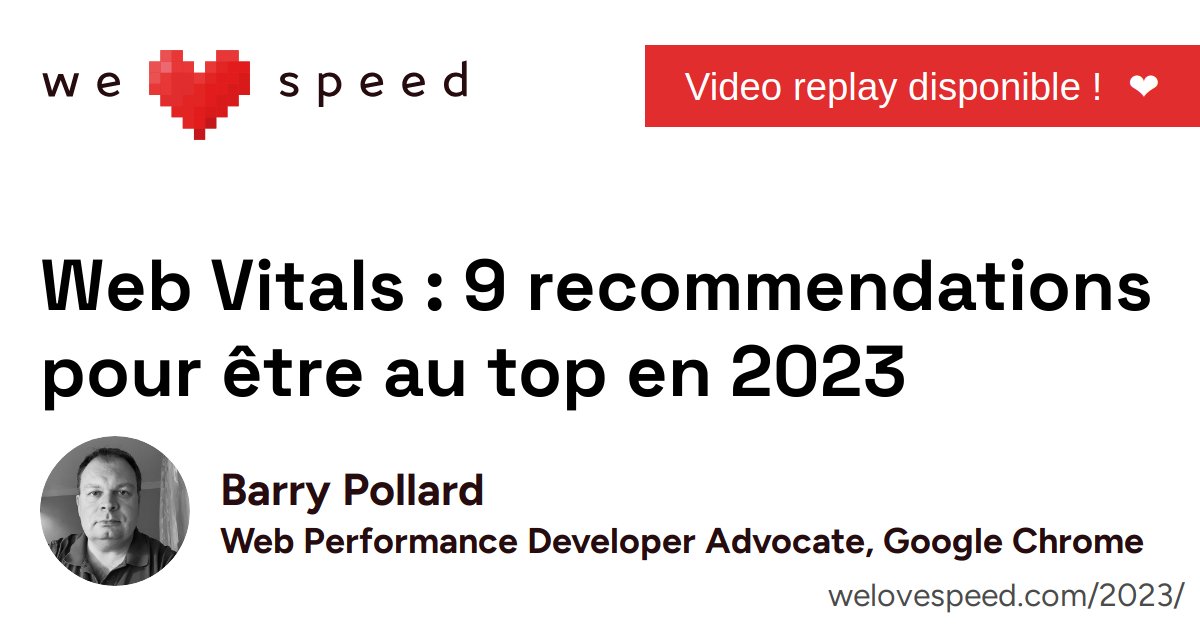 we ❤ speed
Video replay disponible ! ❤
Web Vitals : 9 recommendations
pour être au top en 2023
Barry Pollard
Web Performance Developer Advocate, Google Chrome
welovespeed.com/2023/